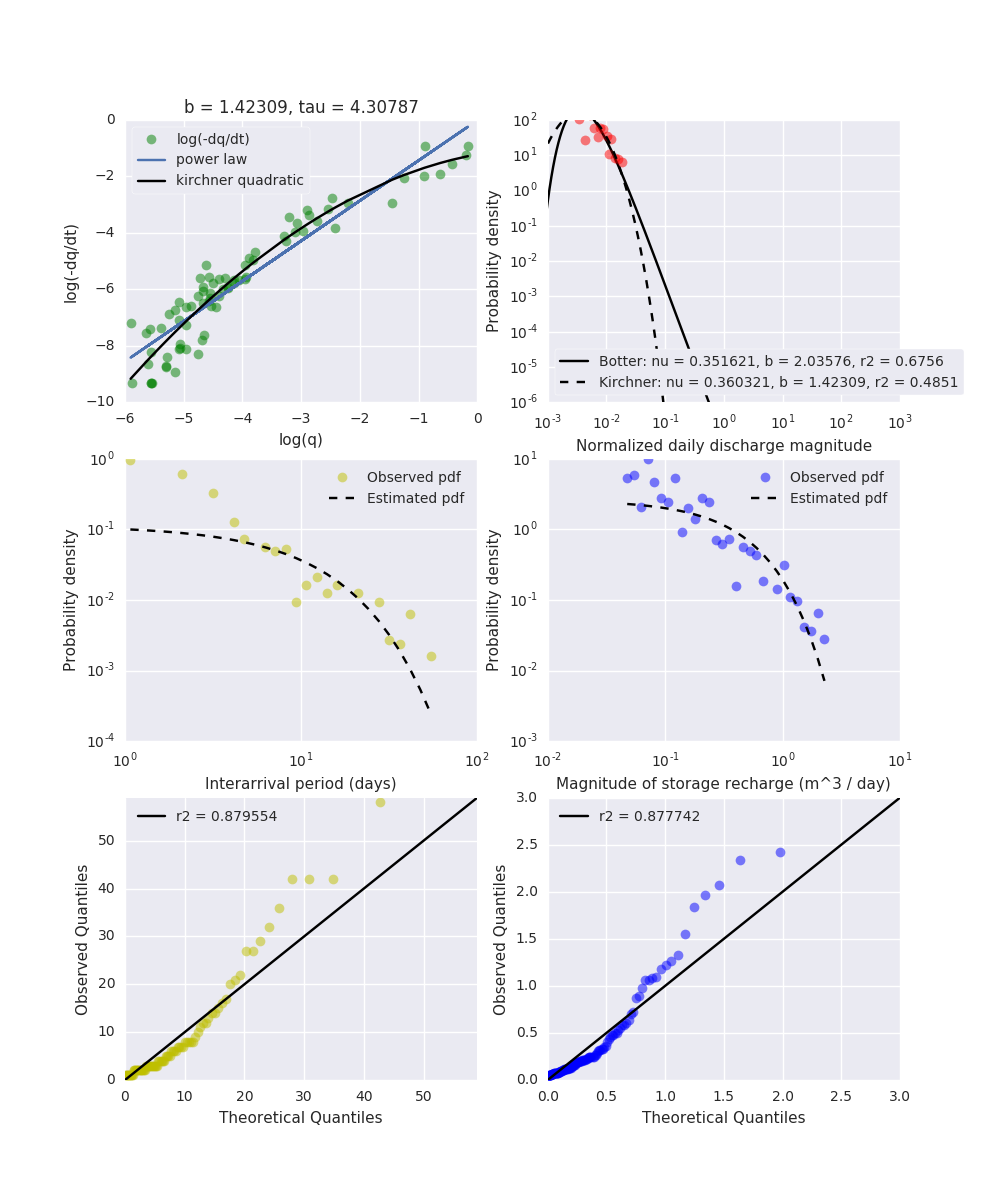 b = 1.42309, tau = 4.30787
0
−2
−4
−6
−8
−10
log(-dq/dt)
log(-dq/dt)
power law
kirchner quadratic
−6 −5 −4 −3 −2 −1 0
log(q)
10^2
10^1
10^0
10^-1
10^-2
10^-3
10^-4
10^-5
10^-6
Probability density
Botter: nu = 0.351621, b = 2.03576, r2 = 0.6756
Kirchner: nu = 0.360321, b = 1.42309, r2 = 0.4851
10^-3 10^-2 10^-1 10^0 10^1 10^2 10^3
Normalized daily discharge magnitude
10^0
10^-1
10^-2
10^-3
10^-4
Probability density
Observed pdf
Estimated pdf
10^0 10^1 10^2
Interarrival period (days)
10^1
10^0
10^-1
10^-2
10^-3
Probability density
Observed pdf
Estimated pdf
10^-2 10^-1 10^0 10^1
Magnitude of storage recharge (m^3 / day)
50
40
30
20
10
0
Observed Quantiles
r2 = 0.879554
0 10 20 30 40 50
Theoretical Quantiles
3.0
2.5
2.0
1.5
1.0
0.5
0.0
Observed Quantiles
r2 = 0.877742
0.0 0.5 1.0 1.5 2.0 2.5 3.0
Theoretical Quantiles